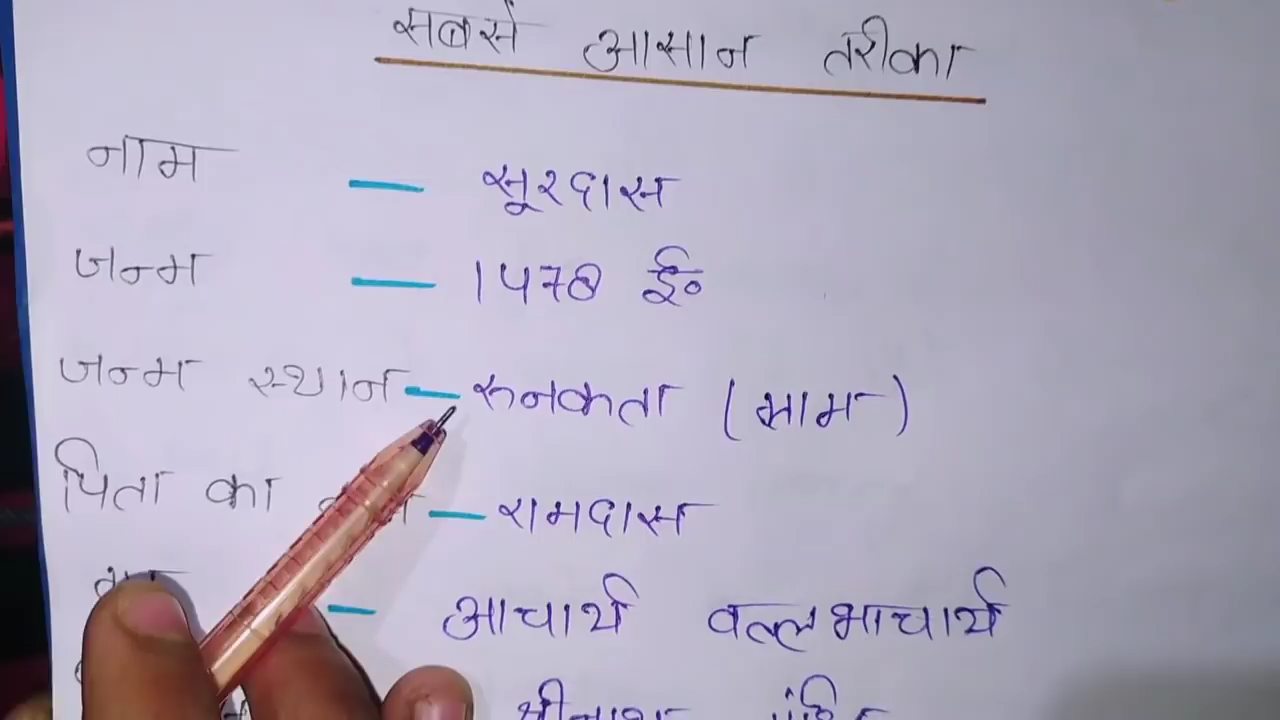 सबसे आसान तरीका
नाम — सूरदास
जन्म — 1478 ई०
जन्म स्थान — रुनकता (ग्राम)
पिता का — रामदास
— आचार्य वल्लभाचार्य
श्रीनाथ मंदिर